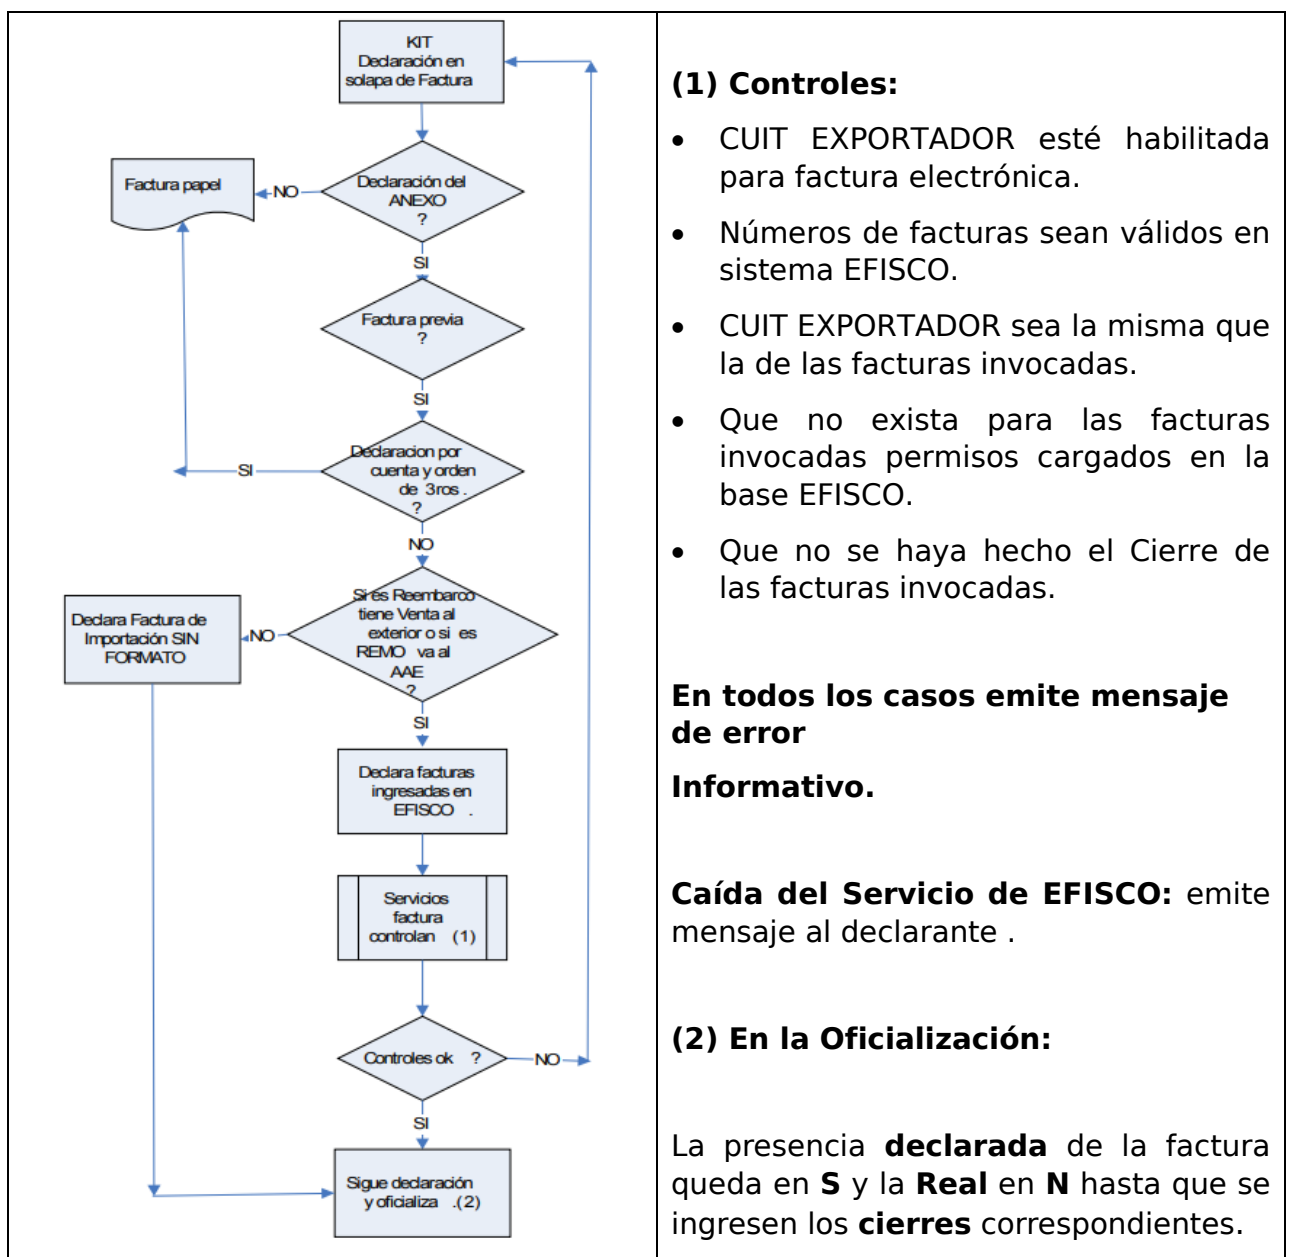 KIT
Declaración en
solapa de Factura
Declaración del
ANEXO
?
NO
Factura papel
SI
Factura previa
?
SI
Declaracion por
cuenta y orden
de 3ros .
?
SI
NO
Si es Reembarco
tiene Venta al
exterior o si es
REMO va al
AAE
?
NO
Declara Factura de
Importación SIN
FORMATO
SI
Declara facturas
ingresadas en
EFISCO .
Servicios
factura
controlan (1)
Controles ok ?
NO
SI
Sigue declaración
y oficializa .(2)
(1) Controles:
• CUIT EXPORTADOR esté habilitada
para factura electrónica.
• Números de facturas sean válidos en
sistema EFISCO.
• CUIT EXPORTADOR sea la misma que
la de las facturas invocadas.
• Que no exista para las facturas
invocadas permisos cargados en la
base EFISCO.
• Que no se haya hecho el Cierre de
las facturas invocadas.
En todos los casos emite mensaje
de error
Informativo.
Caída del Servicio de EFISCO: emite
mensaje al declarante .
(2) En la Oficialización:
La presencia declarada de la factura
queda en S y la Real en N hasta que se
ingresen los cierres correspondientes.